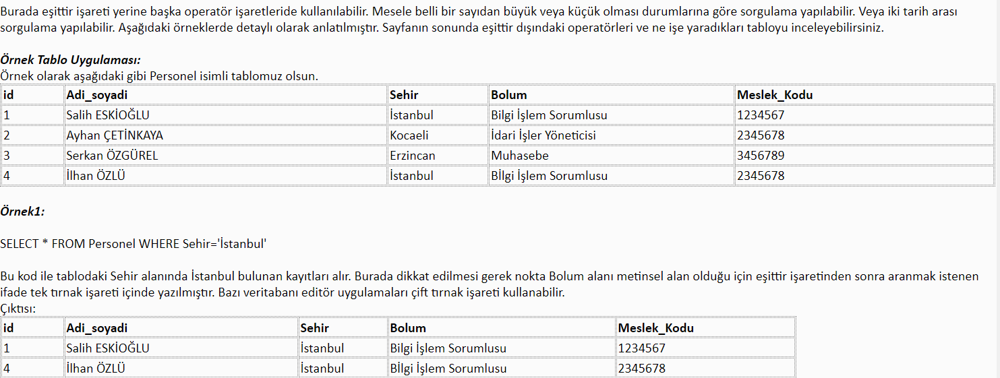 Burada eşittir işareti yerine başka operatör işaretleride kullanılabilir. Mesele belli bir sayıdan büyük veya küçük olması durumlarına göre sorgulama yapılabilir. Veya iki tarih arası
sorgulama yapılabilir. Aşağıdaki örneklerde detaylı olarak anlatılmıştır. Sayfanın sonunda eşittir dışındaki operatörleri ve ne işe yaradıkları tabloyu inceleyebilirsiniz.
Örnek Tablo Uygulaması:
Örnek olarak aşağıdaki gibi Personel isimli tablomuz olsun.
id Adi_soyadi Sehir Bolum Meslek_Kodu
1 Salih ESKİOĞLU İstanbul Bilgi İşlem Sorumlusu 1234567
2 Ayhan ÇETİNKAYA Kocaeli İdari İşler Yöneticisi 2345678
3 Serkan ÖZGÜREL Erzincan Muhasebe 3456789
4 İlhan ÖZLÜ İstanbul Bİlgi İşlem Sorumlusu 2345678
Örnek1:
SELECT * FROM Personel WHERE Sehir='İstanbul'
Bu kod ile tablodaki Sehir alanında İstanbul bulunan kayıtları alır. Burada dikkat edilmesi gerek nokta Bolum alanı metinsel alan olduğu için eşittir işaretinden sonra aranmak istenen
ifade tek tırnak işareti içinde yazılmıştır. Bazı veritabanı editör uygulamaları çift tırnak işareti kullanabilir.
Çıktısı:
id Adi_soyadi Sehir Bolum Meslek_Kodu
1 Salih ESKİOĞLU İstanbul Bilgi İşlem Sorumlusu 1234567
4 İlhan ÖZLÜ İstanbul Bİlgi İşlem Sorumlusu 2345678